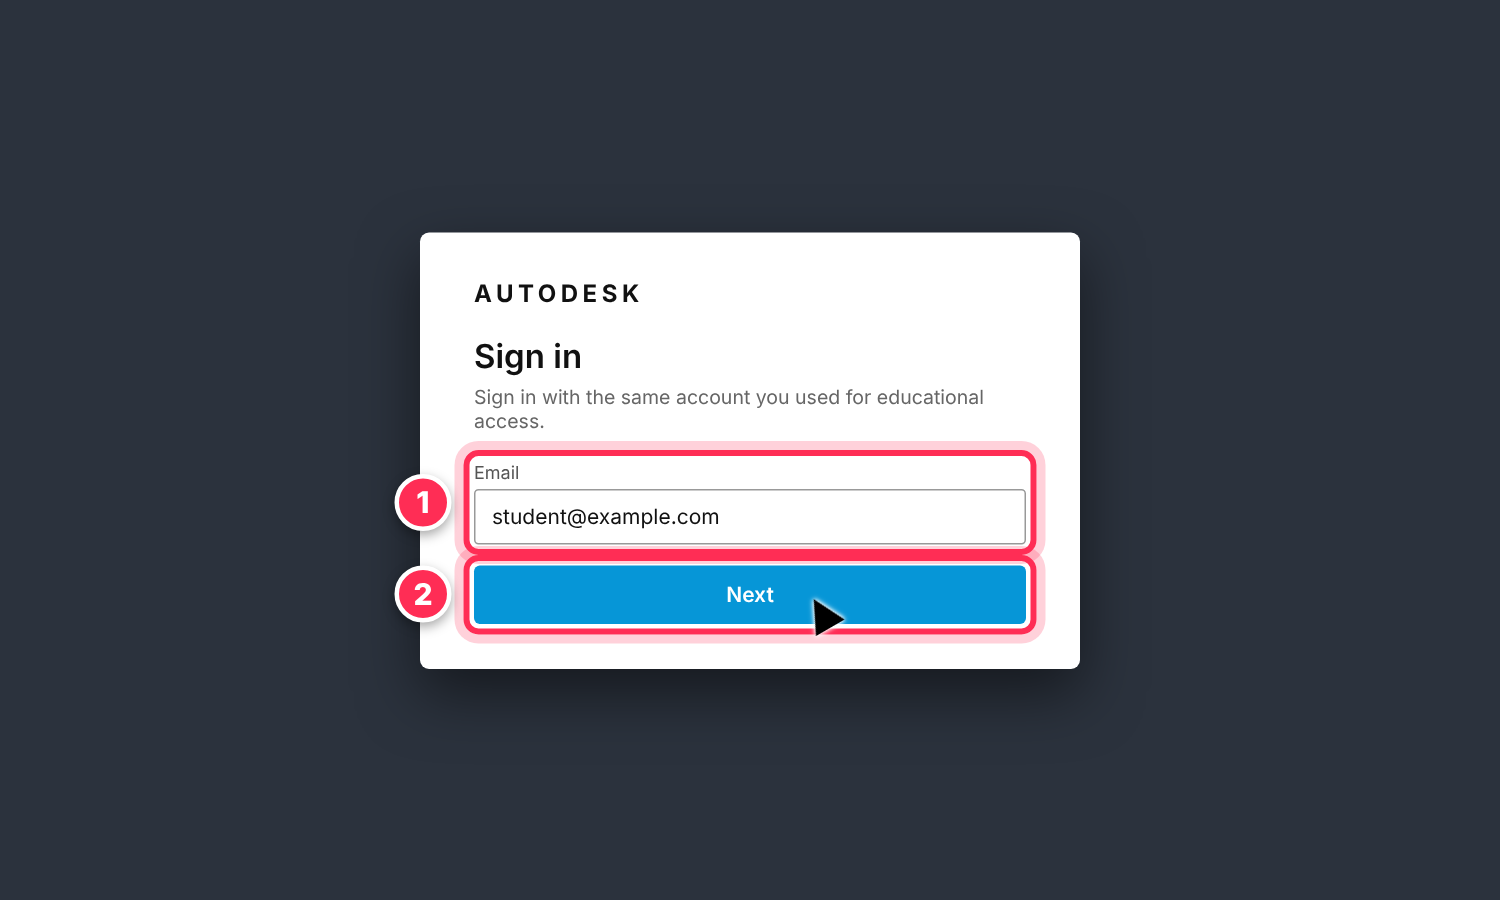 AUTODESK
Sign in
Sign in with the same account you used for educational
access.
Email
1
student@example.com
2
Next